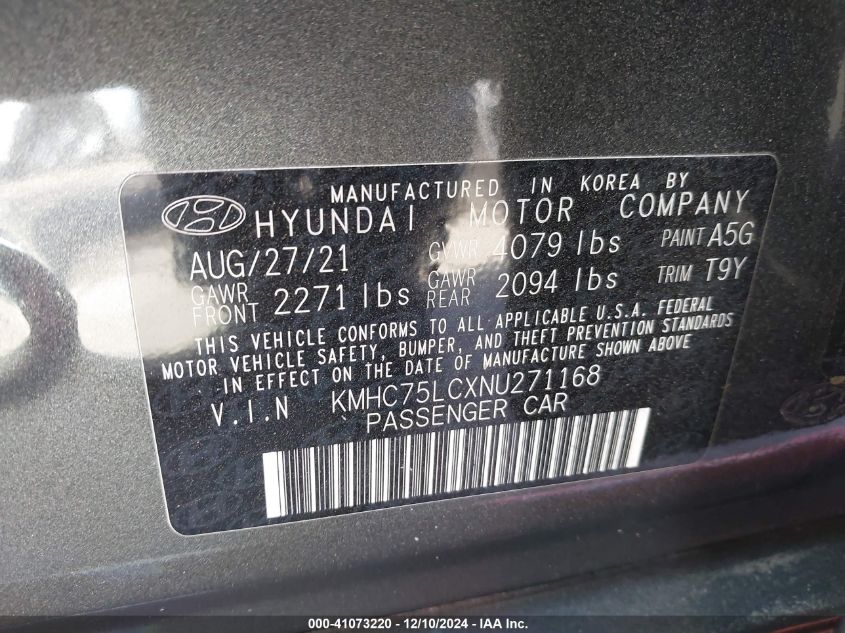 MANUFACTURED IN KOREA BY
HYUNDAI MOTOR COMPANY
AUG/27/21 GVWR 4079 lbs PAINT A5G
GAWR FRONT 2271 lbs GAWR REAR 2094 lbs TRIM T9Y
THIS VEHICLE CONFORMS TO ALL APPLICABLE U.S.A. FEDERAL
MOTOR VEHICLE SAFETY, BUMPER, AND THEFT PREVENTION STANDARDS
IN EFFECT ON THE DATE OF MANUFACTURE SHOWN ABOVE
V.I.N KMHC75LCXNU271168
PASSENGER CAR
000-41073220 - 12/10/2024 - IAA Inc.